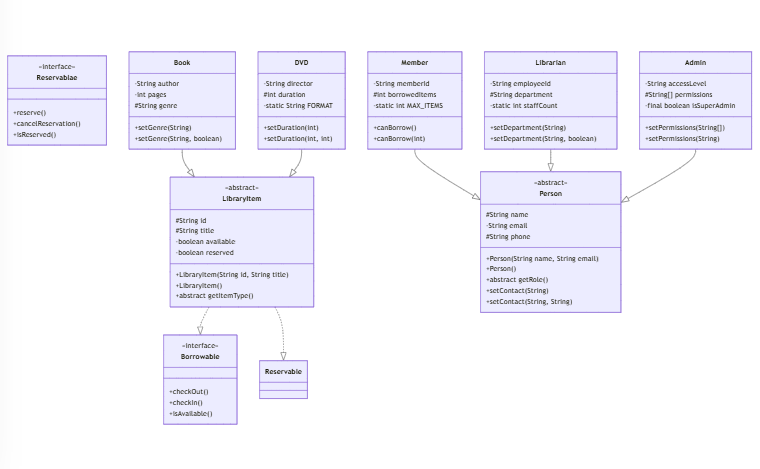 «interface»
Reservablae
+reserve()
+cancelReservation()
+isReserved()
Book
-String author
-int pages
#String genre
+setGenre(String)
+setGenre(String, boolean)
DVD
-String director
#int duration
-static String FORMAT
+setDuration(int)
+setDuration(int, int)
Member
-String memberId
#int borrowedItems
-static int MAX_ITEMS
+canBorrow()
+canBorrow(int)
Librarian
-String employeeId
#String department
-static int staffCount
+setDepartment(String)
+setDepartment(String, boolean)
Admin
-String accessLevel
#String[] permissions
-final boolean isSuperAdmin
+setPermissions(String[])
+setPermissions(String)
«abstract»
LibraryItem
#String id
#String title
-boolean available
-boolean reserved
+LibraryItem(String id, String title)
+LibraryItem()
+abstract getItemType()
«abstract»
Person
#String name
-String email
#String phone
+Person(String name, String email)
+Person()
+abstract getRole()
+setContact(String)
+setContact(String, String)
«interface»
Borrowable
+checkOut()
+checkIn()
+isAvailable()
Reservable